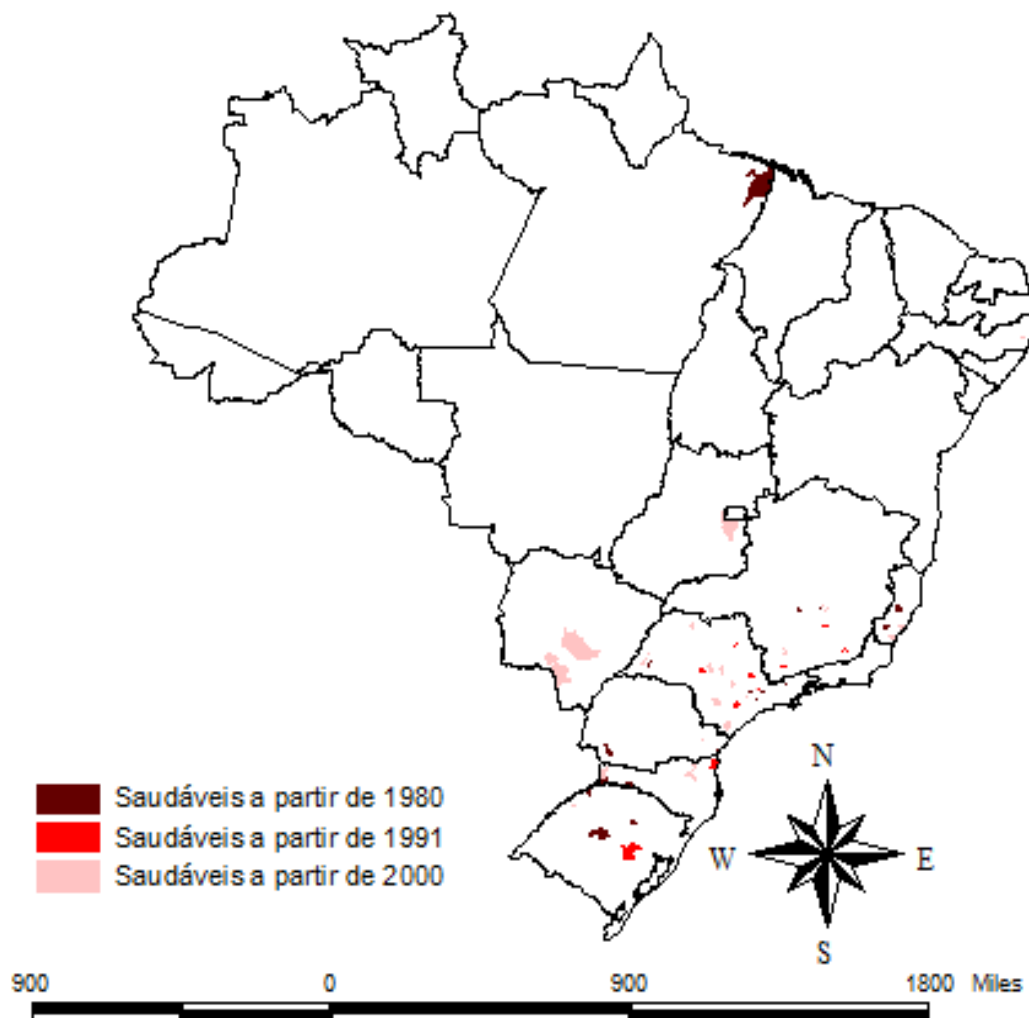 N
Saudáveis a partir de 1980
Saudáveis a partir de 1991
W E
Saudáveis a partir de 2000
S
900 0 900 1800 Miles